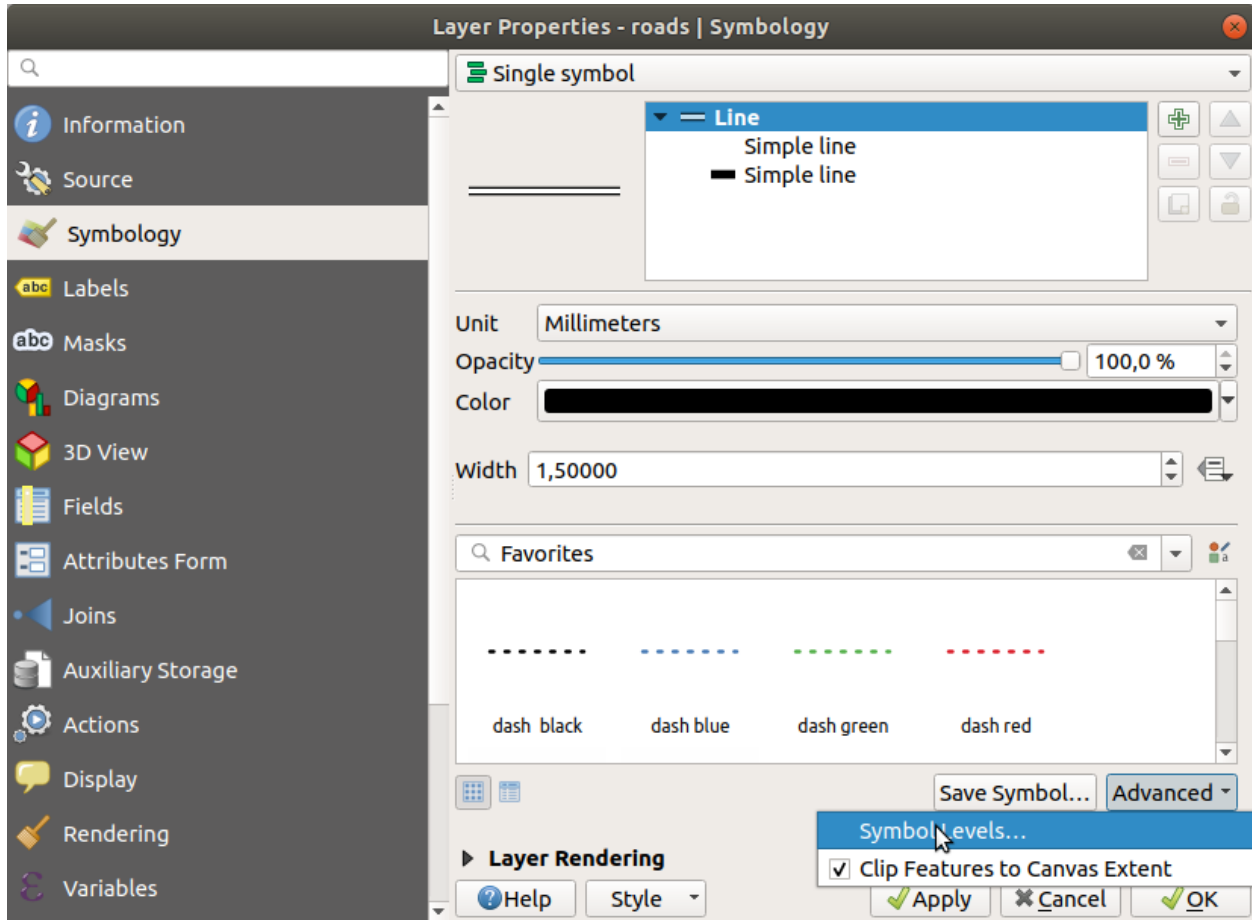 Layer Properties - roads | Symbology
Information
Source
Symbology
abc Labels
abc Masks
Diagrams
3D View
Fields
Attributes Form
Joins
Auxiliary Storage
Actions
Display
Rendering
Variables
Single symbol
Line
Simple line
Simple line
Unit Millimeters
Opacity 100,0 %
Color
Width 1,50000
Favorites
dash black dash blue dash green dash red
Save Symbol... Advanced
Symbol Levels...
Clip Features to Canvas Extent
Layer Rendering
Help Style Apply Cancel OK